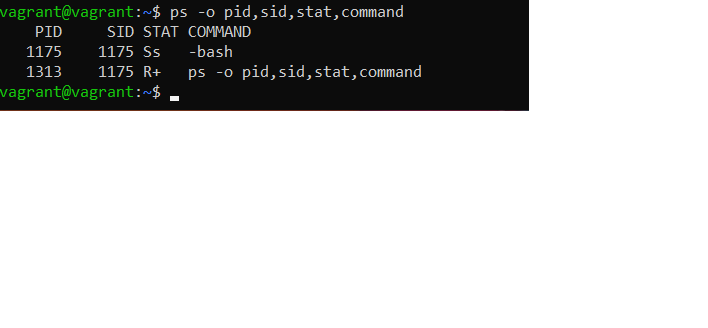 vagrant@vagrant:~$ ps -o pid,sid,stat,command
    PID     SID STAT COMMAND
   1175    1175 Ss   -bash
   1313    1175 R+   ps -o pid,sid,stat,command
vagrant@vagrant:~$